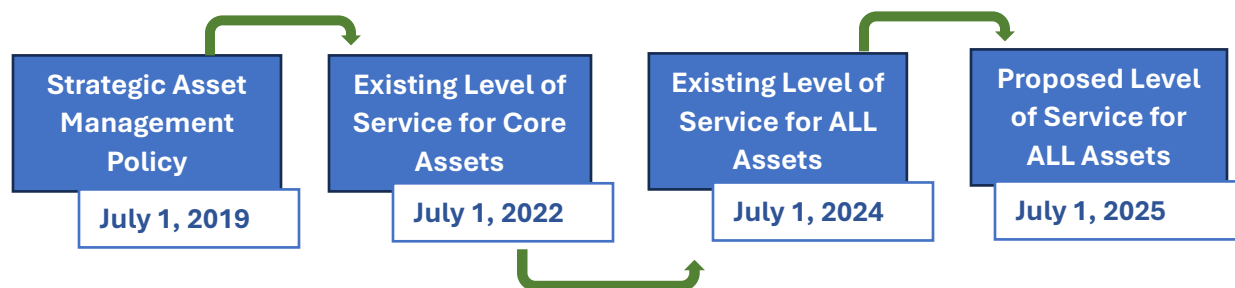 Strategic Asset
Management
Policy
July 1, 2019
Existing Level of
Service for Core
Assets
July 1, 2022
Existing Level of
Service for ALL
Assets
July 1, 2024
Proposed Level
of Service for
ALL Assets
July 1, 2025